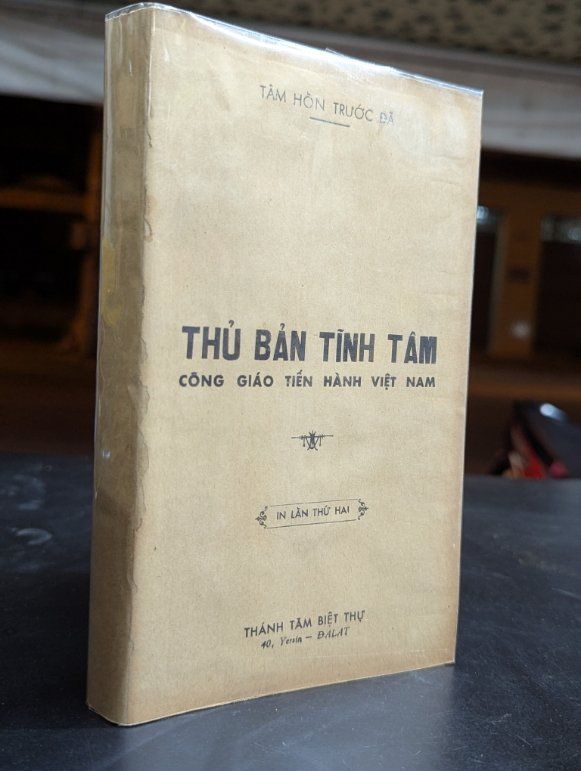 TÂM HỒN TRƯỚC ĐÃ
THỦ BẢN TĨNH TÂM
CÔNG GIÁO TIẾN HÀNH VIỆT NAM
IN LẦN THỨ HAI
THÁNH TÂM BIỆT THỰ
40, Yersin — ĐALAT